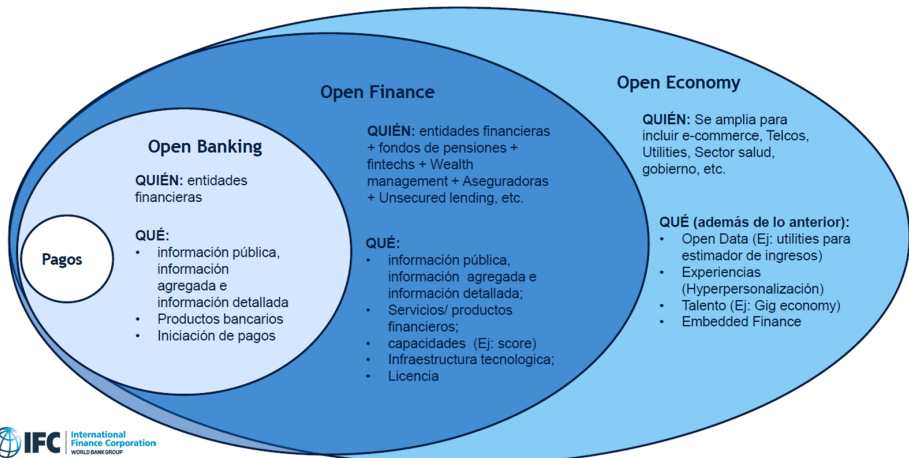 Pagos
Open Banking
QUIÉN: entidades
financieras
QUÉ:
• información pública,
información
agregada e
información detallada
• Productos bancarios
• Iniciación de pagos
Open Finance
QUIÉN: entidades financieras
+ fondos de pensiones +
fintechs + Wealth
management + Aseguradoras
+ Unsecured lending, etc.
QUÉ:
• información pública,
información agregada e
información detallada;
• Servicios/ productos
financieros;
• capacidades (Ej: score)
• Infraestructura tecnologica;
• Licencia
Open Economy
QUIÉN: Se amplia para
incluir e-commerce, Telcos,
Utilities, Sector salud,
gobierno, etc.
QUÉ (además de lo anterior):
• Open Data (Ej: utilities para
estimador de ingresos)
• Experiencias
(Hyperpersonalización)
• Talento (Ej: Gig economy)
• Embedded Finance
IFC
International
Finance Corporation
WORLD BANK GROUP